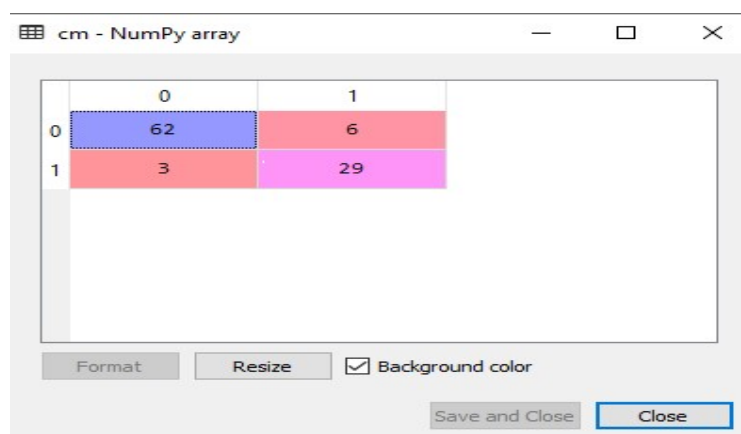 cm - NumPy array
0 1
0 62 6
1 3 29
Format Resize Background color
Save and Close Close